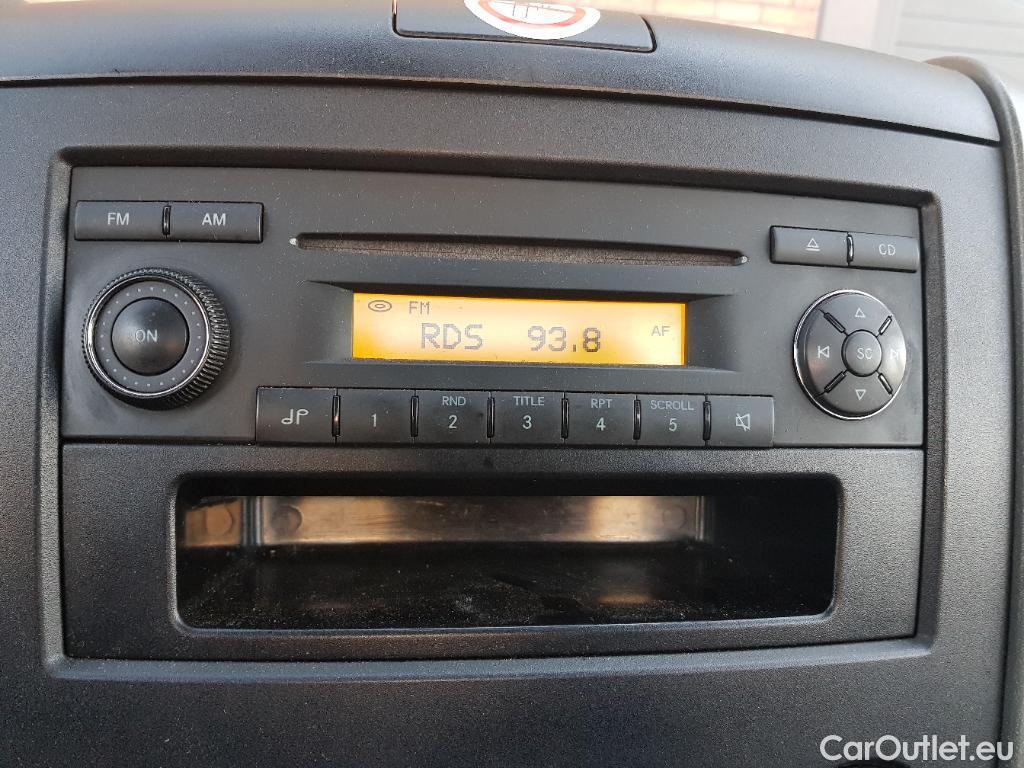 FM AM
CD
FM
RDS 93.8 AF
ON
SC
RND TITLE RPT SCROLL
1 2 3 4 5
CarOutlet.eu